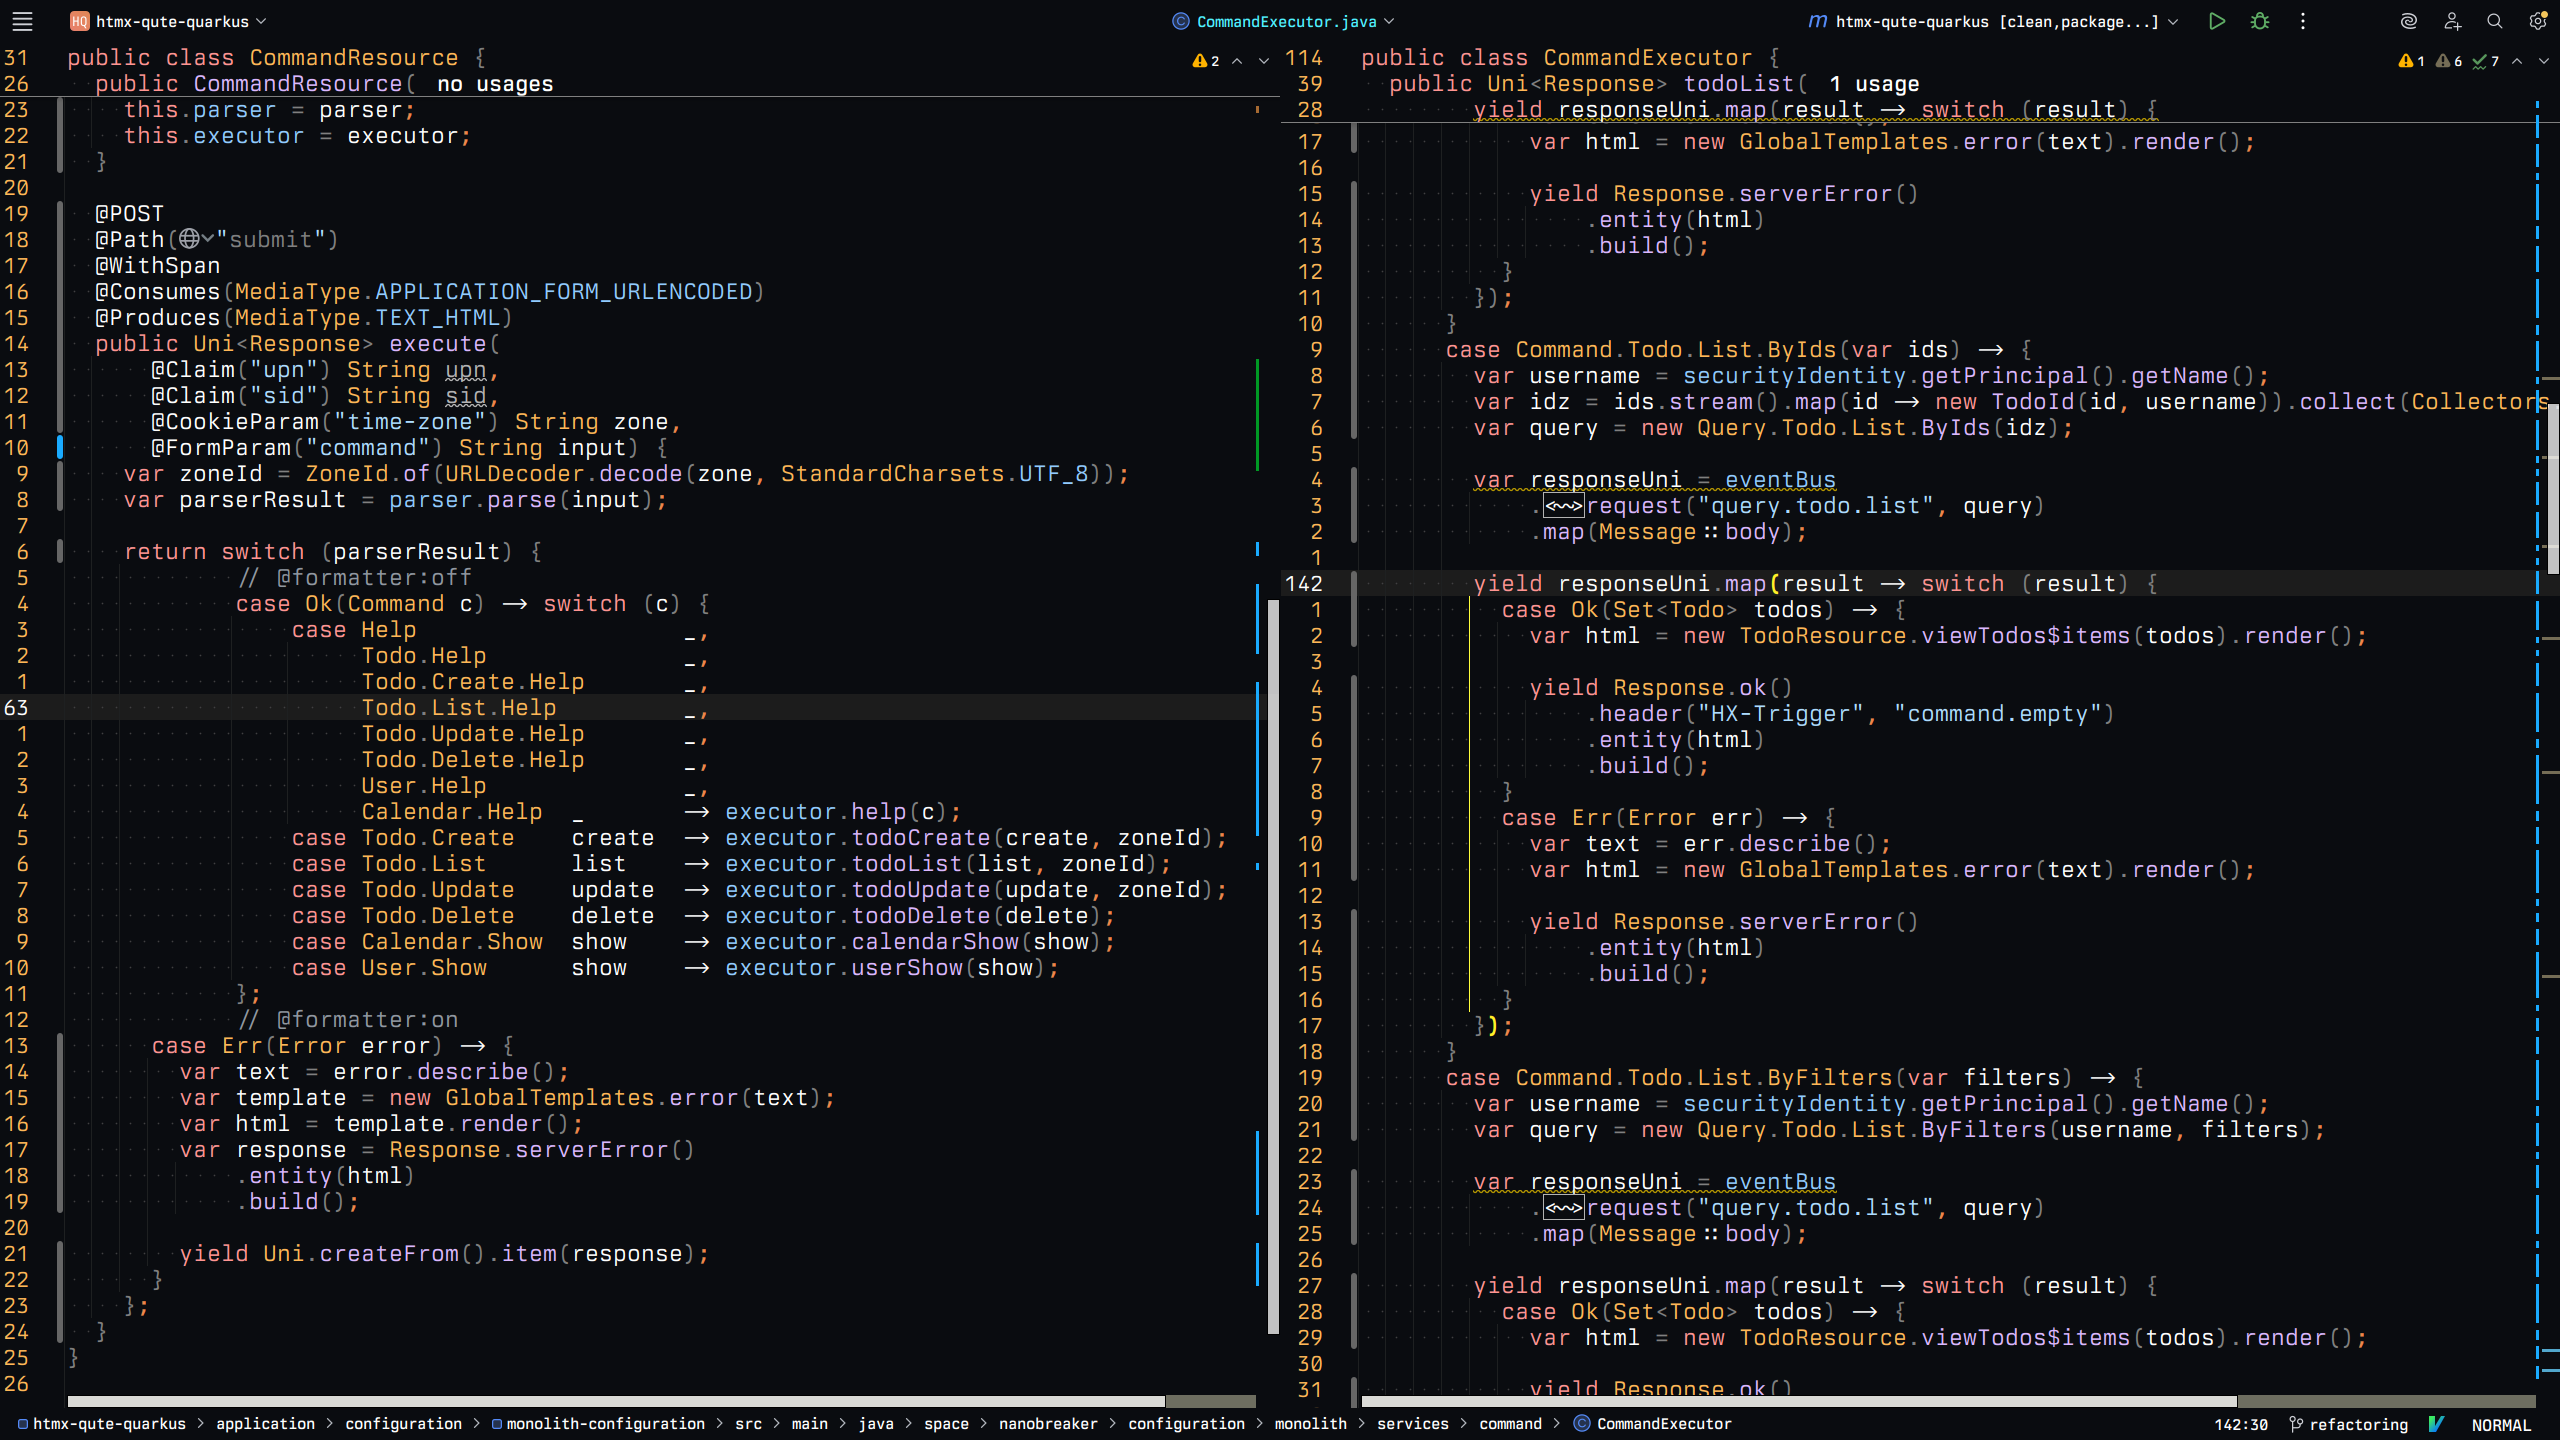 HQ htmx-qute-quarkus
CommandExecutor.java
m htmx-qute-quarkus [clean,package...]
31 public class CommandResource {
2
26 public CommandResource( no usages
23 this.parser = parser;
22 this.executor = executor;
21 }
20
19 @POST
18 @Path("submit")
17 @WithSpan
16 @Consumes(MediaType.APPLICATION_FORM_URLENCODED)
15 @Produces(MediaType.TEXT_HTML)
14 public Uni<Response> execute(
13 @Claim("upn") String upn,
12 @Claim("sid") String sid,
11 @CookieParam("time-zone") String zone,
10 @FormParam("command") String input) {
9 var zoneId = ZoneId.of(URLDecoder.decode(zone, StandardCharsets.UTF_8));
8 var parserResult = parser.parse(input);
7
6 return switch (parserResult) {
5 // @formatter:off
4 case Ok(Command c) -> switch (c) {
3 case Help _,
2 Todo.Help _,
1 Todo.Create.Help _,
63 Todo.List.Help _,
1 Todo.Update.Help _,
2 Todo.Delete.Help _,
3 User.Help _,
4 Calendar.Help _ -> executor.help(c);
5 case Todo.Create create -> executor.todoCreate(create, zoneId);
6 case Todo.List list -> executor.todoList(list, zoneId);
7 case Todo.Update update -> executor.todoUpdate(update, zoneId);
8 case Todo.Delete delete -> executor.todoDelete(delete);
9 case Calendar.Show show -> executor.calendarShow(show);
10 case User.Show show -> executor.userShow(show);
11 };
12 // @formatter:on
13 case Err(Error error) -> {
14 var text = error.describe();
15 var template = new GlobalTemplates.error(text);
16 var html = template.render();
17 var response = Response.serverError()
18 .entity(html)
19 .build();
20
21 yield Uni.createFrom().item(response);
22 }
23 };
24 }
25 }
26
114 public class CommandExecutor {
1 6 7
39 public Uni<Response> todoList( 1 usage
28 yield responseUni.map(result -> switch (result) {
17 var html = new GlobalTemplates.error(text).render();
16
15 yield Response.serverError()
14 .entity(html)
13 .build();
12 }
11 });
10 }
9 case Command.Todo.List.ByIds(var ids) -> {
8 var username = securityIdentity.getPrincipal().getName();
7 var idz = ids.stream().map(id -> new TodoId(id, username)).collect(Collectors
6 var query = new Query.Todo.List.ByIds(idz);
5
4 var responseUni = eventBus
3 .<~>request("query.todo.list", query)
2 .map(Message::body);
1
142 yield responseUni.map(result -> switch (result) {
1 case Ok(Set<Todo> todos) -> {
2 var html = new TodoResource.viewTodos$items(todos).render();
3
4 yield Response.ok()
5 .header("HX-Trigger", "command.empty")
6 .entity(html)
7 .build();
8 }
9 case Err(Error err) -> {
10 var text = err.describe();
11 var html = new GlobalTemplates.error(text).render();
12
13 yield Response.serverError()
14 .entity(html)
15 .build();
16 }
17 });
18 }
19 case Command.Todo.List.ByFilters(var filters) -> {
20 var username = securityIdentity.getPrincipal().getName();
21 var query = new Query.Todo.List.ByFilters(username, filters);
22
23 var responseUni = eventBus
24 .<~>request("query.todo.list", query)
25 .map(Message::body);
26
27 yield responseUni.map(result -> switch (result) {
28 case Ok(Set<Todo> todos) -> {
29 var html = new TodoResource.viewTodos$items(todos).render();
30
31 yield Response.ok()
htmx-qute-quarkus > application > configuration > monolith-configuration > src > main > java > space > nanobreaker > configuration > monolith > services > command > CommandExecutor
142:30 refactoring NORMAL